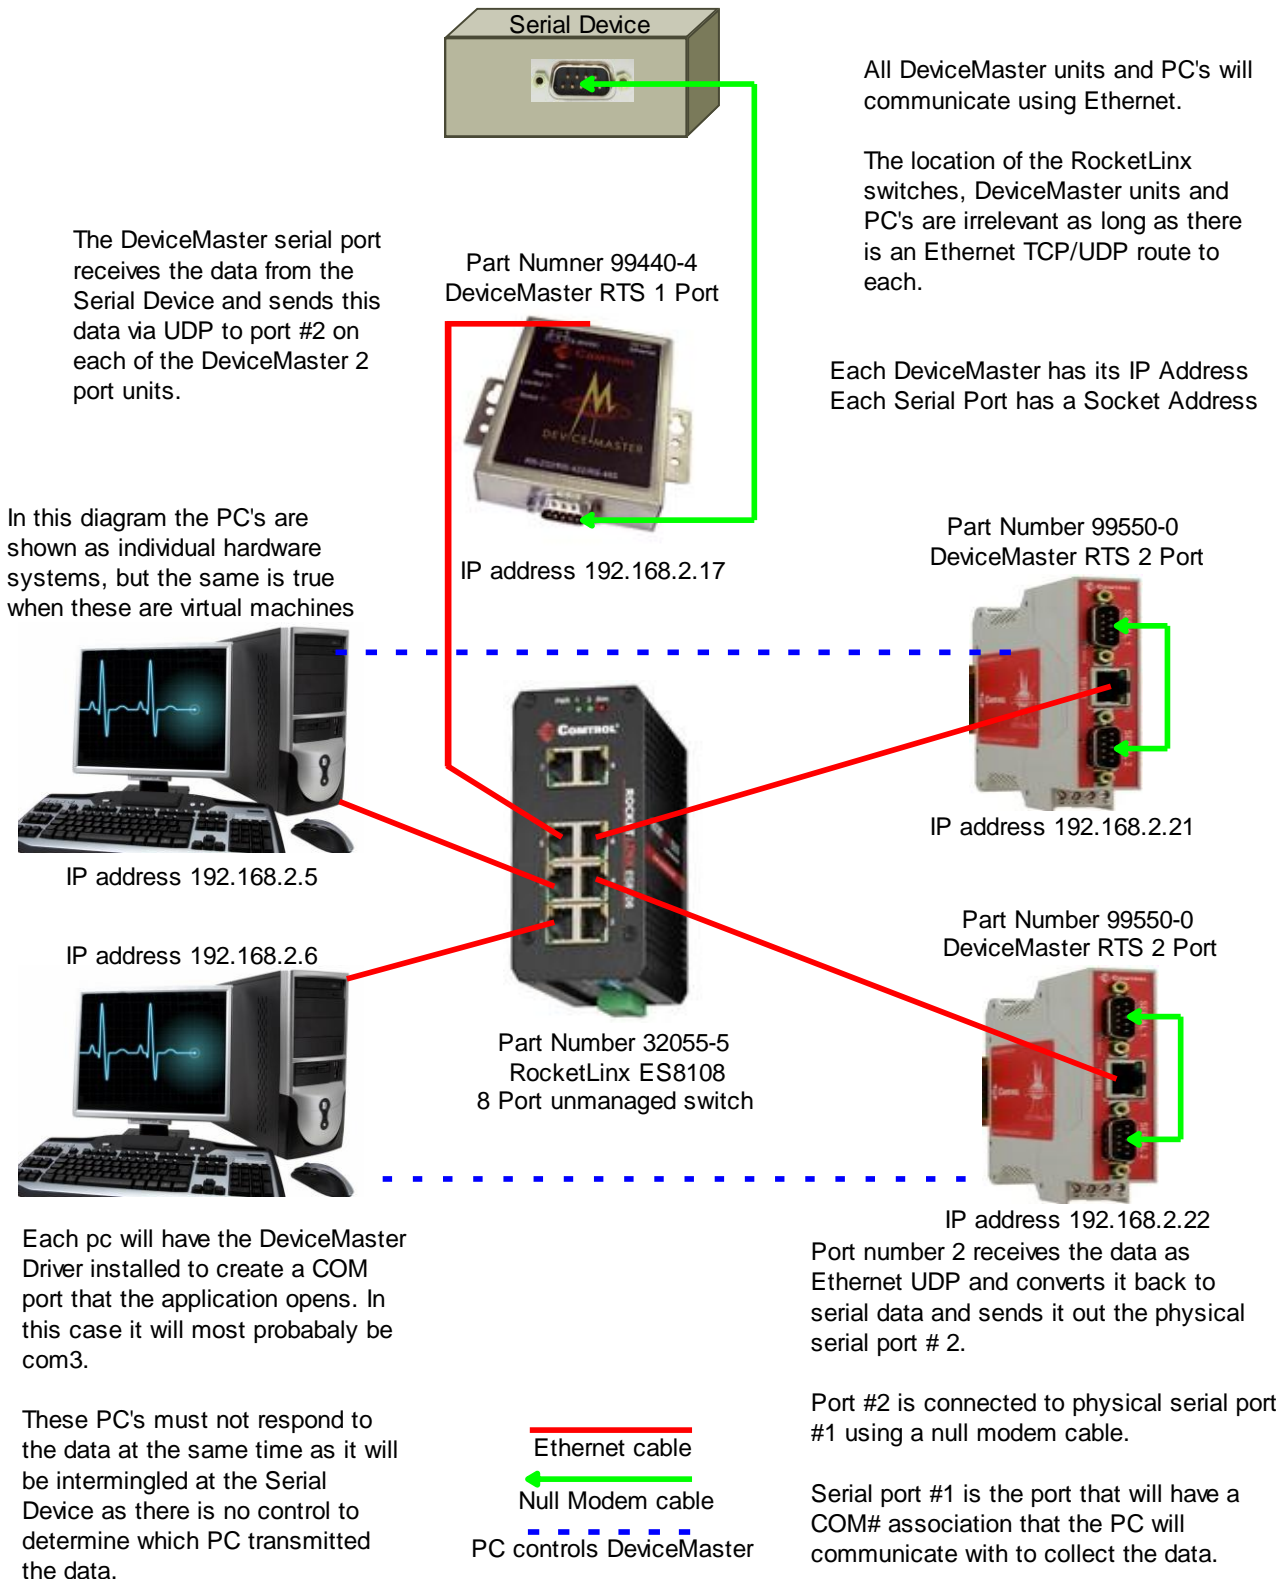 Serial Device
All DeviceMaster units and PC's will
communicate using Ethernet.
The location of the RocketLinx
switches, DeviceMaster units and
PC's are irrelevant as long as there
is an Ethernet TCP/UDP route to
each.
The DeviceMaster serial port
receives the data from the
Serial Device and sends this
data via UDP to port #2 on
each of the DeviceMaster 2
port units.
Part Numner 99440-4
DeviceMaster RTS 1 Port
Each DeviceMaster has its IP Address
Each Serial Port has a Socket Address
COMTROL
DEVICE MASTER
RS-232/RS-422/RS-485
IP address 192.168.2.17
In this diagram the PC's are
shown as individual hardware
systems, but the same is true
when these are virtual machines
Part Number 99550-0
DeviceMaster RTS 2 Port
COMTROL
IP address 192.168.2.21
IP address 192.168.2.5
COMTROL
Part Number 99550-0
DeviceMaster RTS 2 Port
COMTROL
IP address 192.168.2.22
IP address 192.168.2.6
Part Number 32055-5
RocketLinx ES8108
8 Port unmanaged switch
Each pc will have the DeviceMaster
Driver installed to create a COM
port that the application opens. In
this case it will most probabaly be
com3.
These PC's must not respond to
the data at the same time as it will
be intermingled at the Serial
Device as there is no control to
determine which PC transmitted
the data.
Ethernet cable
Null Modem cable
PC controls DeviceMaster
Port number 2 receives the data as
Ethernet UDP and converts it back to
serial data and sends it out the physical
serial port # 2.
Port #2 is connected to physical serial port
#1 using a null modem cable.
Serial port #1 is the port that will have a
COM# association that the PC will
communicate with to collect the data.